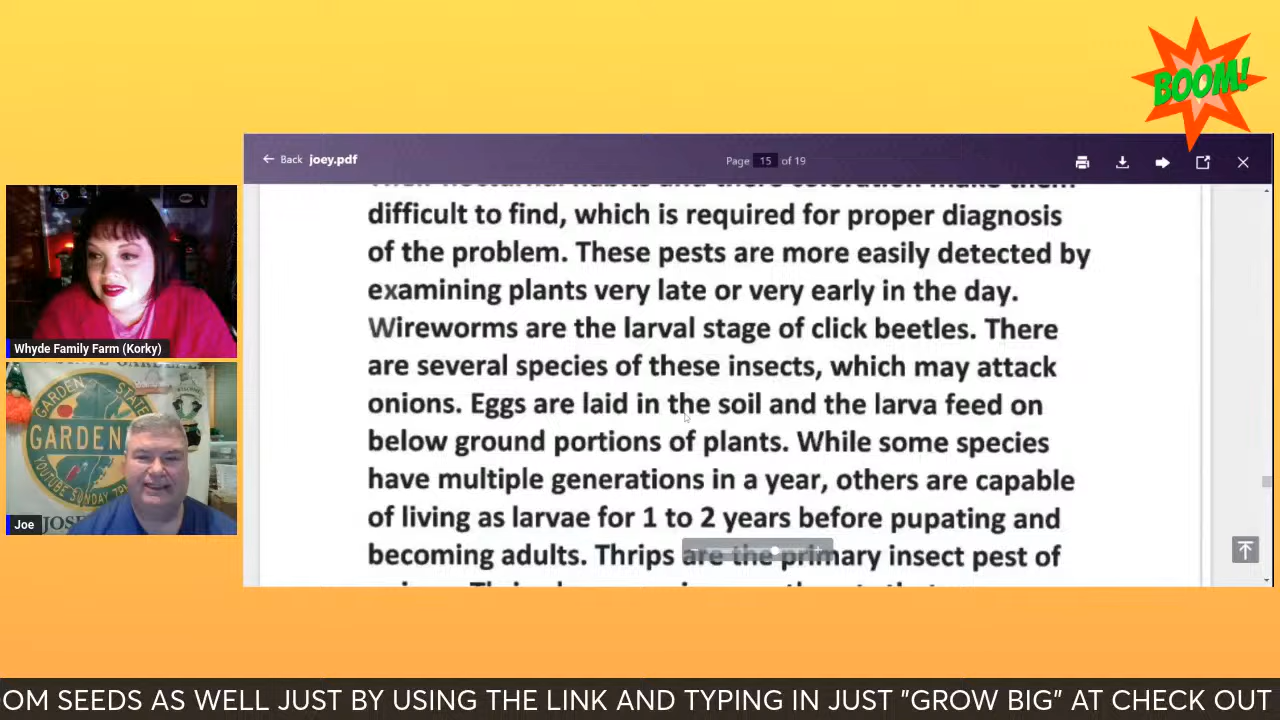 BOOM!
← Back joey.pdf
Page 15 of 19
difficult to find, which is required for proper diagnosis
of the problem. These pests are more easily detected by
examining plants very late or very early in the day.
Wireworms are the larval stage of click beetles. There
are several species of these insects, which may attack
onions. Eggs are laid in the soil and the larva feed on
below ground portions of plants. While some species
have multiple generations in a year, others are capable
of living as larvae for 1 to 2 years before pupating and
becoming adults. Thrips are the primary insect pest of
Whyde Family Farm (Korky)
GARDEN STATE
GARDEN
YOUTUBE SUNDAY
Joe
OM SEEDS AS WELL JUST BY USING THE LINK AND TYPING IN JUST "GROW BIG" AT CHECK OUT